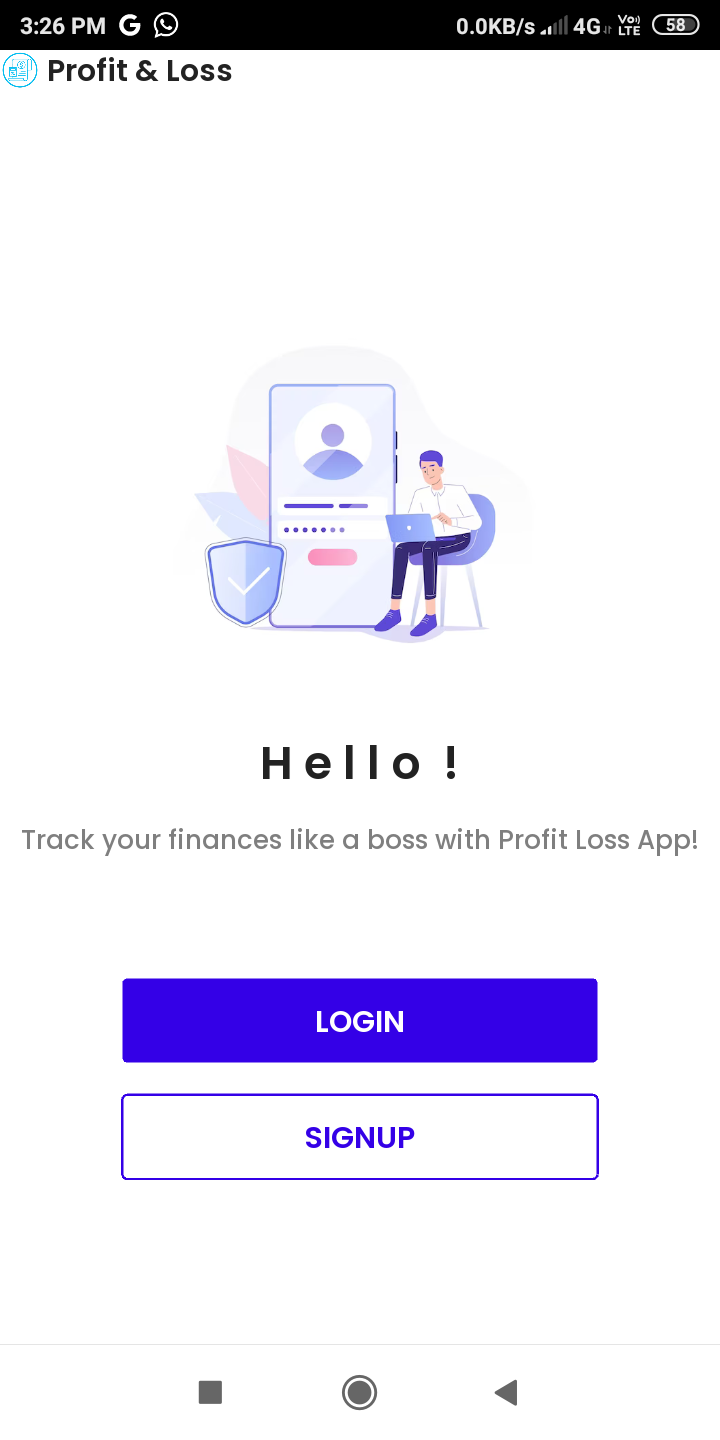 3:26 PM 0.0KB/s 4G Vo) LTE 58
Profit & Loss
Hello !
Track your finances like a boss with Profit Loss App!
LOGIN
SIGNUP